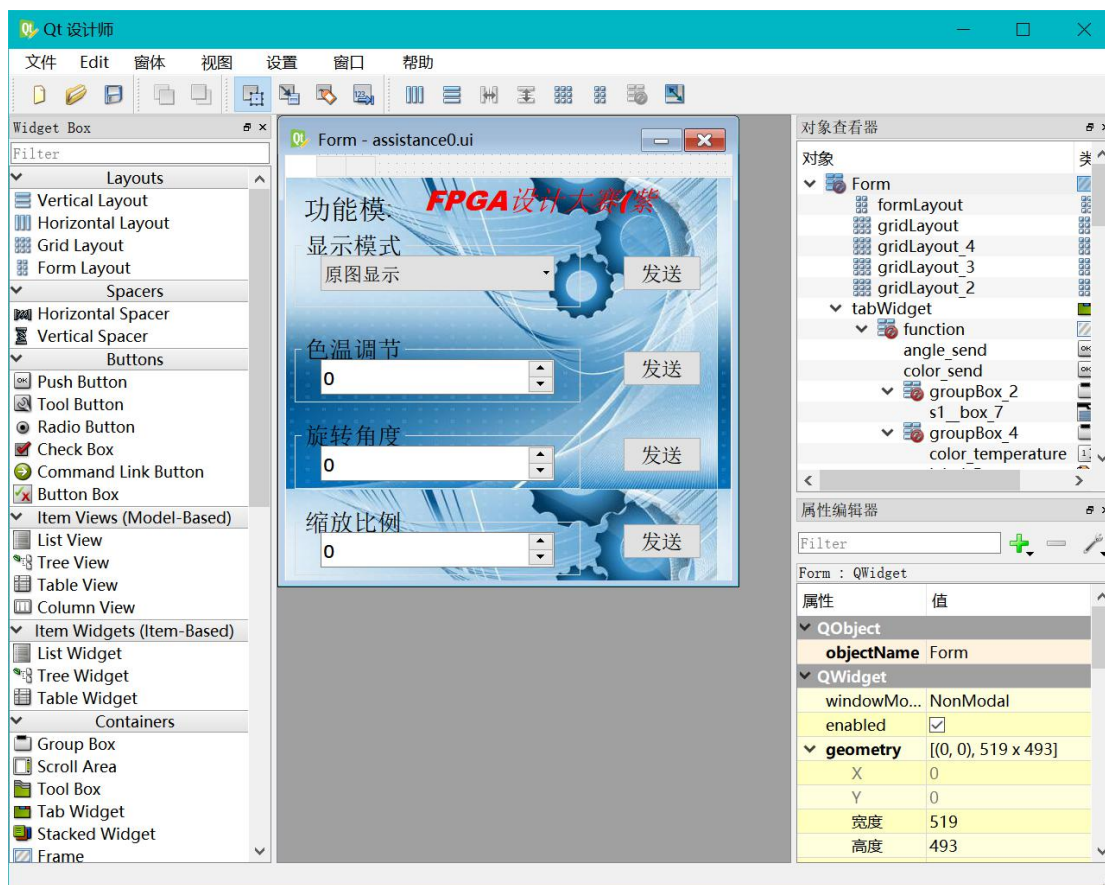 Qt 设计师
文件 Edit 窗体 视图 设置 窗口 帮助
Widget Box
Filter
Layouts
Vertical Layout
Horizontal Layout
Grid Layout
Form Layout
Spacers
Horizontal Spacer
Vertical Spacer
Buttons
Push Button
Tool Button
Radio Button
Check Box
Command Link Button
Button Box
Item Views (Model-Based)
List View
Tree View
Table View
Column View
Item Widgets (Item-Based)
List Widget
Tree Widget
Table Widget
Containers
Group Box
Scroll Area
Tool Box
Tab Widget
Stacked Widget
Frame
Form - assistance0.ui
FPGA设计大赛(紫
功能模:
显示模式
原图显示 发送
色温调节
0 发送
旋转角度
0 发送
缩放比例
0 发送
对象查看器
对象 类
Form
formLayout
gridLayout
gridLayout_4
gridLayout_3
gridLayout_2
tabWidget
function
angle_send
color_send
groupBox_2
s1__box_7
groupBox_4
color_temperature
属性编辑器
Filter
Form : QWidget
属性 值
QObject
objectName Form
QWidget
windowMo... NonModal
enabled
geometry [(0, 0), 519 x 493]
X 0
Y 0
宽度 519
高度 493